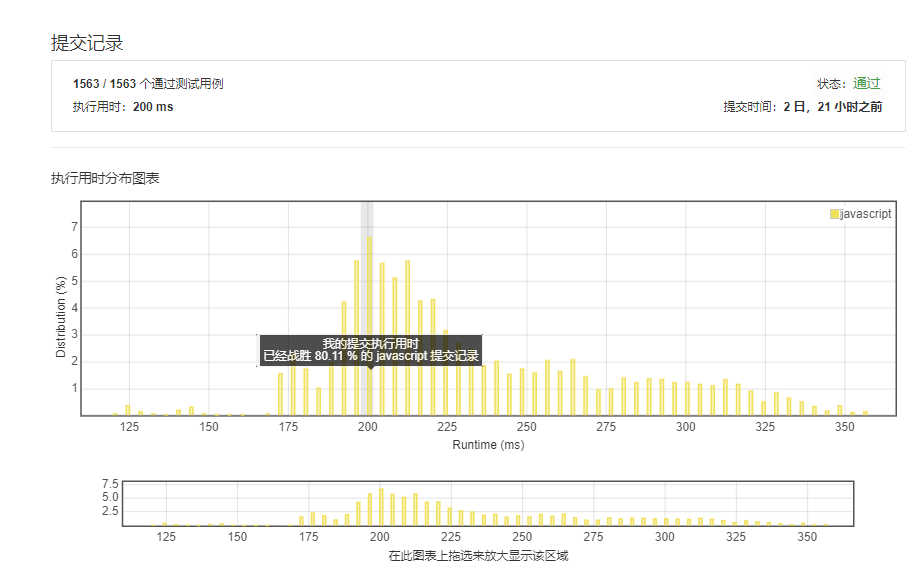 提交记录
1563 / 1563 个通过测试用例
状态：通过
执行用时：200 ms
提交时间：2 日，21 小时之前
执行用时分布图表
javascript
7
6
5
4
3
2
1
Distribution (%)
我的提交执行用时
已经战胜 80.11 % 的 javascript 提交记录
125 150 175 200 225 250 275 300 325 350
Runtime (ms)
7.5
5.0
2.5
125 150 175 200 225 250 275 300 325 350
在此图表上拖选来放大显示该区域